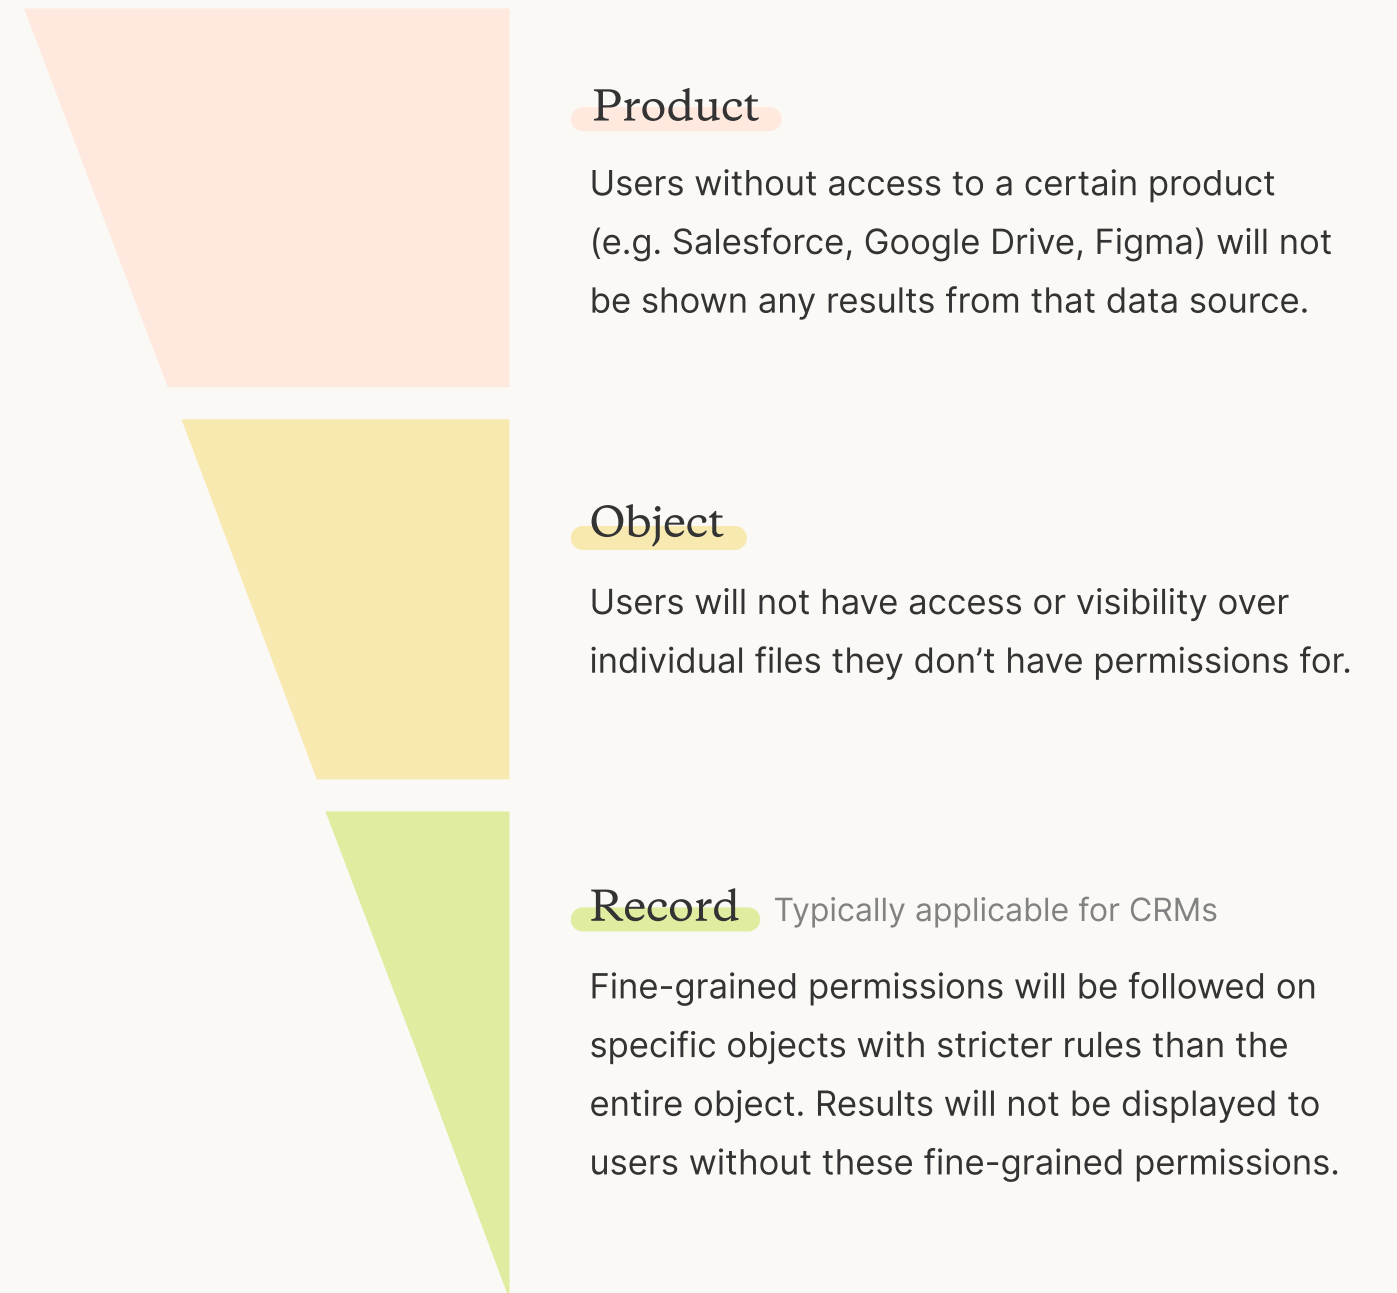 Product
Users without access to a certain product
(e.g. Salesforce, Google Drive, Figma) will not
be shown any results from that data source.
Object
Users will not have access or visibility over
individual files they don’t have permissions for.
Record Typically applicable for CRMs
Fine-grained permissions will be followed on
specific objects with stricter rules than the
entire object. Results will not be displayed to
users without these fine-grained permissions.